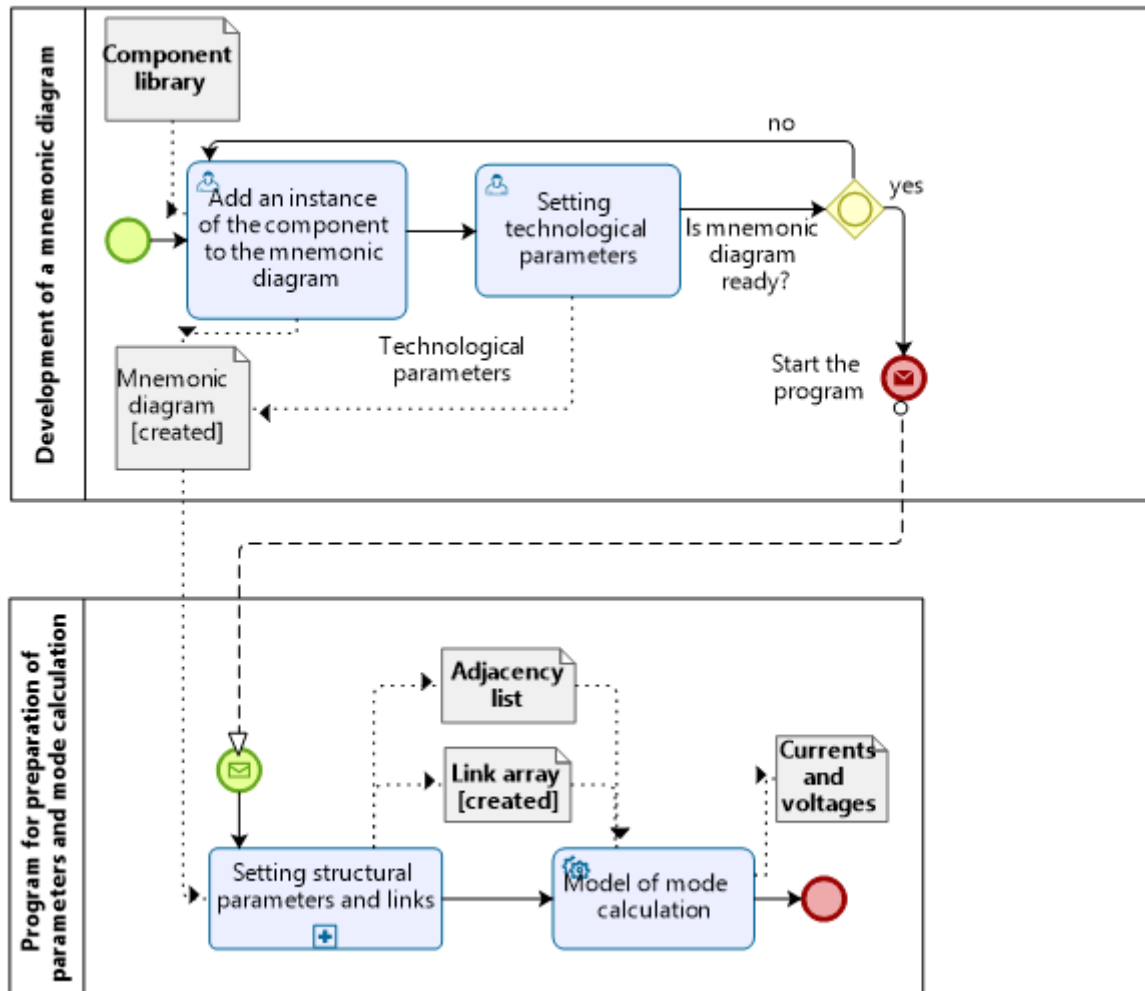 Development of a mnemonic diagram
Component
library
no
yes
Add an instance
of the component
to the mnemonic
diagram
Setting
technological
parameters
Is mnemonic
diagram
ready?
Technological
parameters
Start the
program
Mnemonic
diagram
[created]
Program for preparation of
parameters and mode calculation
Adjacency
list
Link array
[created]
Currents
and
voltages
Setting structural
parameters and links
Model of mode
calculation